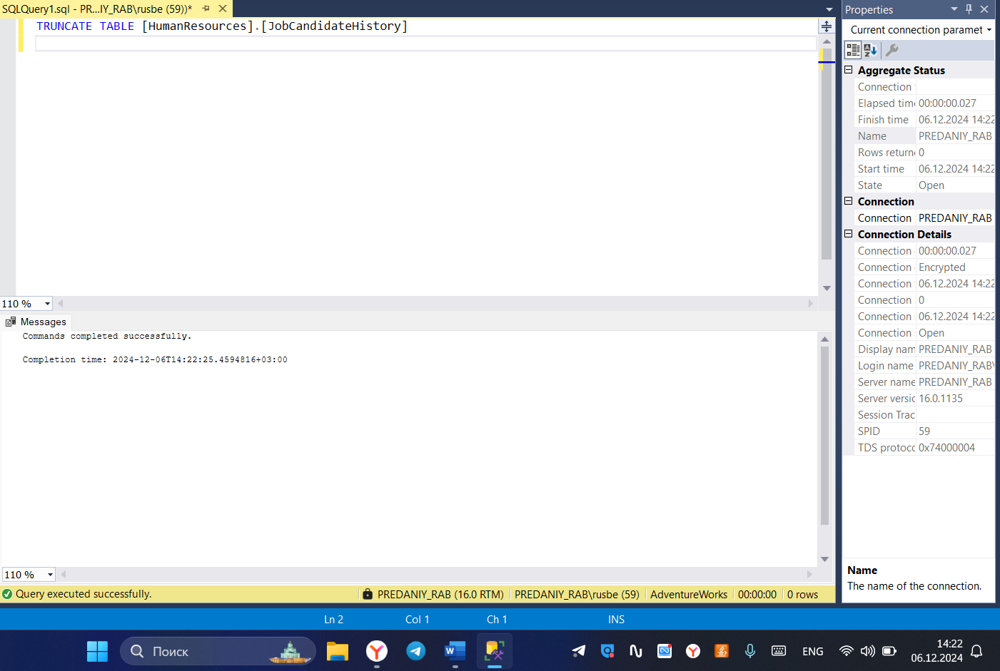 SQLQuery1.sql - PR...IY_RAB\rusbe (59))*
TRUNCATE TABLE [HumanResources].[JobCandidateHistory]
110 %
Messages
Commands completed successfully.
Completion time: 2024-12-06T14:22:25.4594816+03:00
110 %
Query executed successfully.
PREDANIY_RAB (16.0 RTM)
PREDANIY_RAB\rusbe (59)
AdventureWorks
00:00:00
0 rows
Properties
Current connection paramet
Aggregate Status
Connection
Elapsed time 00:00:00.027
Finish time 06.12.2024 14:22
Name PREDANIY_RAB
Rows returne 0
Start time 06.12.2024 14:22
State Open
Connection
Connection PREDANIY_RAB
Connection Details
Connection 00:00:00.027
Connection Encrypted
Connection 06.12.2024 14:22
Connection 0
Connection 06.12.2024 14:22
Connection Open
Display nam PREDANIY_RAB
Login name PREDANIY_RAB\
Server name PREDANIY_RAB
Server versic 16.0.1135
Session Trac
SPID 59
TDS protocc 0x74000004
Name
The name of the connection.
Ln 2
Col 1
Ch 1
INS
Поиск
ENG
14:22
06.12.2024